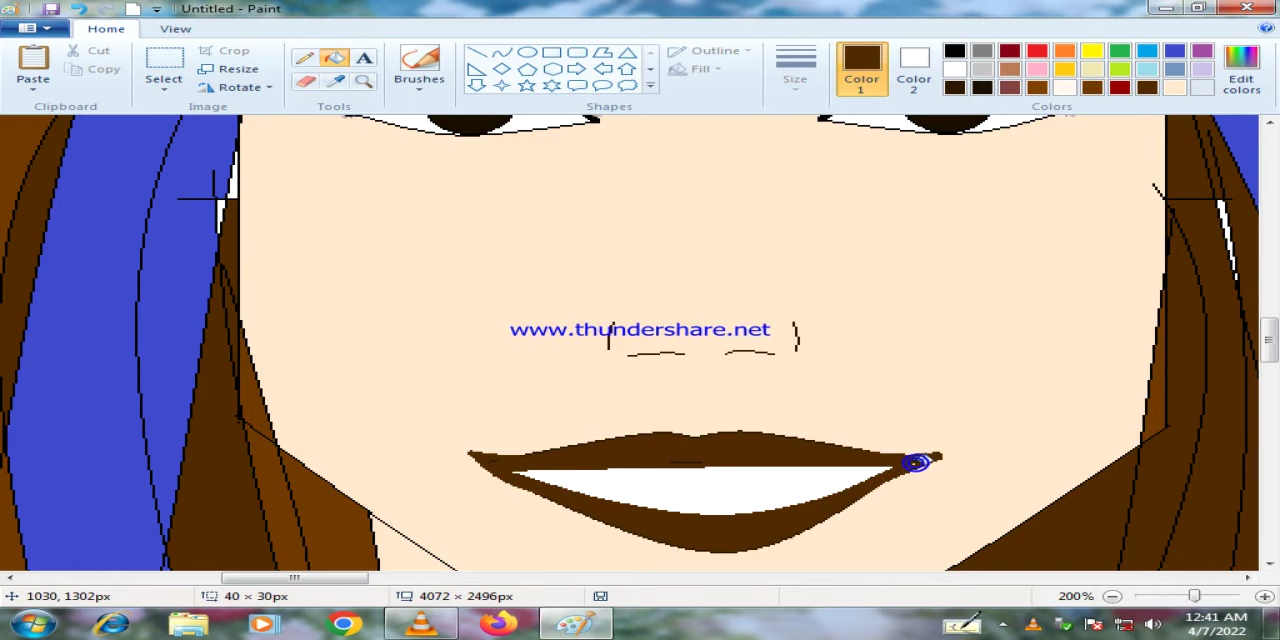 Untitled - Paint
Home View
Paste
Cut
Copy
Clipboard
Select
Crop
Resize
Rotate
Image
Tools
Brushes
Shapes
Outline
Fill
Size
Color 1
Color 2
Colors
Edit colors
www.thundershare.net
1030, 1302px
40 × 30px
4072 × 2496px
200%
12:41 AM
4/7/2022